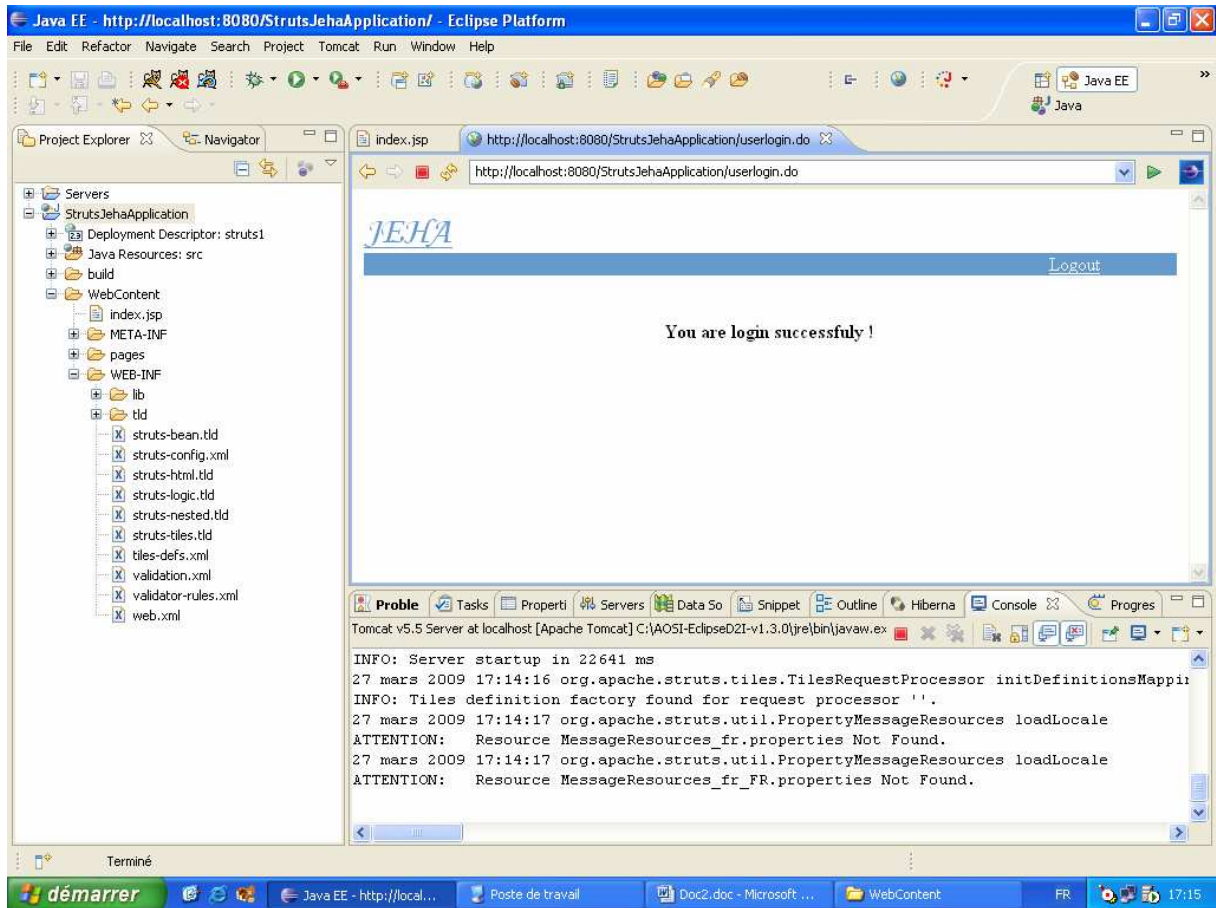 Java EE - http://localhost:8080/StrutsJehaApplication/ - Eclipse Platform
File Edit Refactor Navigate Search Project Tomcat Run Window Help
Java EE
»
Java
Project Explorer
Navigator
index.jsp
http://localhost:8080/StrutsJehaApplication/userlogin.do
http://localhost:8080/StrutsJehaApplication/userlogin.do
Servers
StrutsJehaApplication
Deployment Descriptor: struts1
Java Resources: src
build
WebContent
index.jsp
META-INF
pages
WEB-INF
lib
tld
struts-bean.tld
struts-config.xml
struts-html.tld
struts-logic.tld
struts-nested.tld
struts-tiles.tld
tiles-defs.xml
validation.xml
validator-rules.xml
web.xml
JEHA
Logout
You are login successfuly !
Proble Tasks Properti Servers Data So Snippet Outline Hiberna Console Progres
Tomcat v5.5 Server at localhost [Apache Tomcat] C:\AOSI-EclipseD2I-v1.3.0\jre\bin\javaw.ex
INFO: Server startup in 22641 ms
27 mars 2009 17:14:16 org.apache.struts.tiles.TilesRequestProcessor initDefinitionsMappin
INFO: Tiles definition factory found for request processor ''.
27 mars 2009 17:14:17 org.apache.struts.util.PropertyMessageResources loadLocale
ATTENTION:   Resource MessageResources_fr.properties Not Found.
27 mars 2009 17:14:17 org.apache.struts.util.PropertyMessageResources loadLocale
ATTENTION:   Resource MessageResources_fr_FR.properties Not Found.
Terminé
démarrer
Java EE - http://local...
Poste de travail
Doc2.doc - Microsoft ...
WebContent
FR
17:15